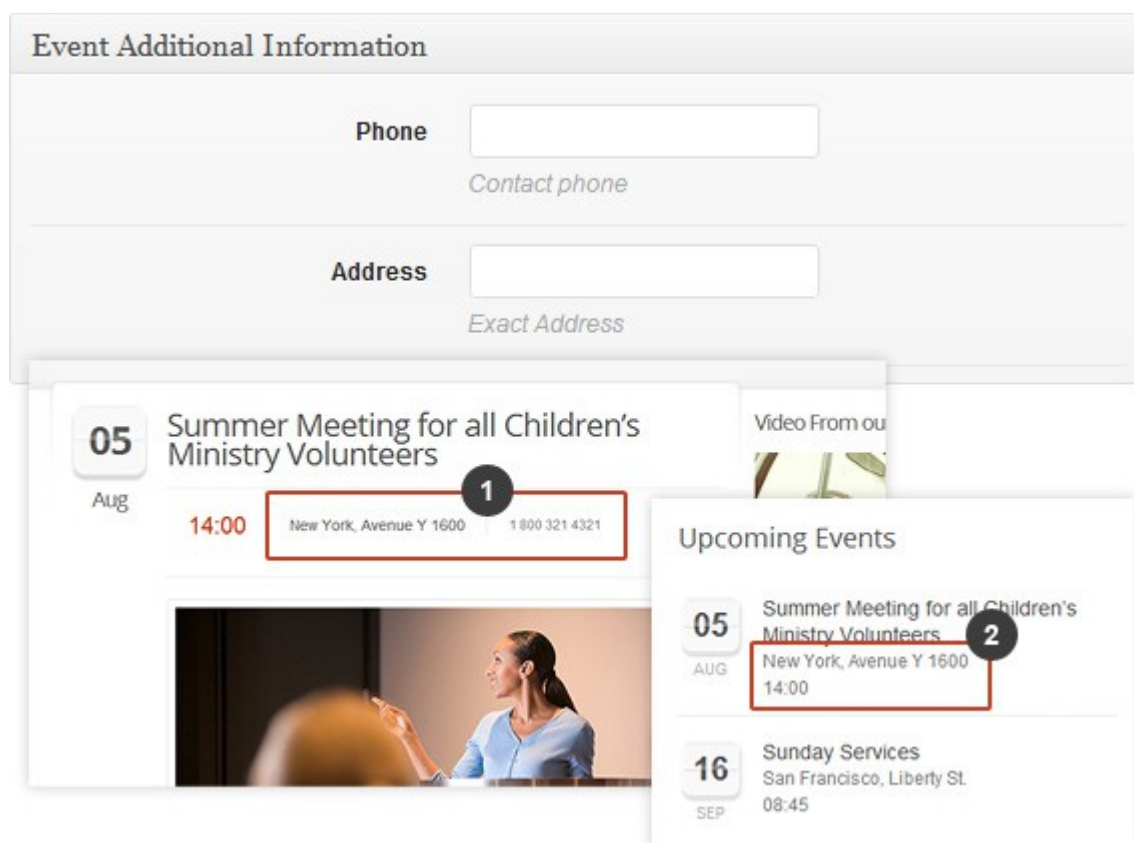 Event Additional Information
Phone
Contact phone
Address
Exact Address
05
Aug
Summer Meeting for all Children's
Ministry Volunteers
1
14:00
New York, Avenue Y 1600
1 800 321 4321
Video From ou
Upcoming Events
05
AUG
Summer Meeting for all Children's
Ministry Volunteers
2
New York, Avenue Y 1600
14:00
16
SEP
Sunday Services
San Francisco, Liberty St.
08:45